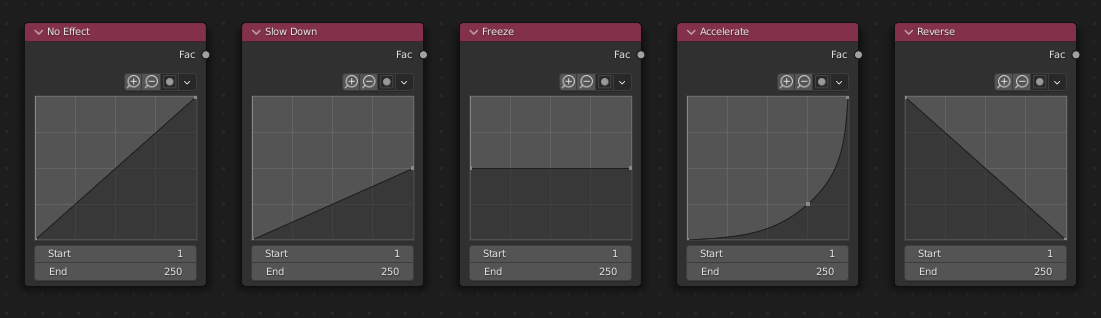 No Effect
Fac
Start 1
End 250
Slow Down
Fac
Start 1
End 250
Freeze
Fac
Start 1
End 250
Accelerate
Fac
Start 1
End 250
Reverse
Fac
Start 1
End 250